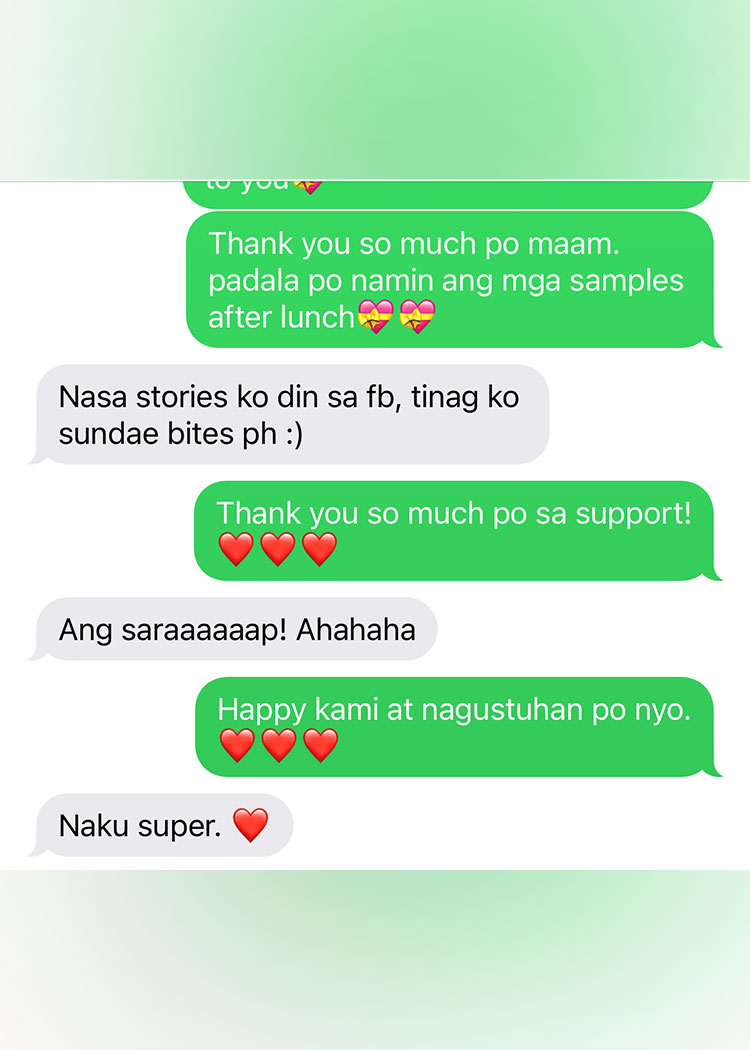 to you💝
Thank you so much po maam.
padala po namin ang mga samples
after lunch💝💝
Nasa stories ko din sa fb, tinag ko
sundae bites ph :)
Thank you so much po sa support!
❤️❤️❤️
Ang saraaaaaap! Ahahaha
Happy kami at nagustuhan po nyo.
❤️❤️❤️
Naku super. ❤️